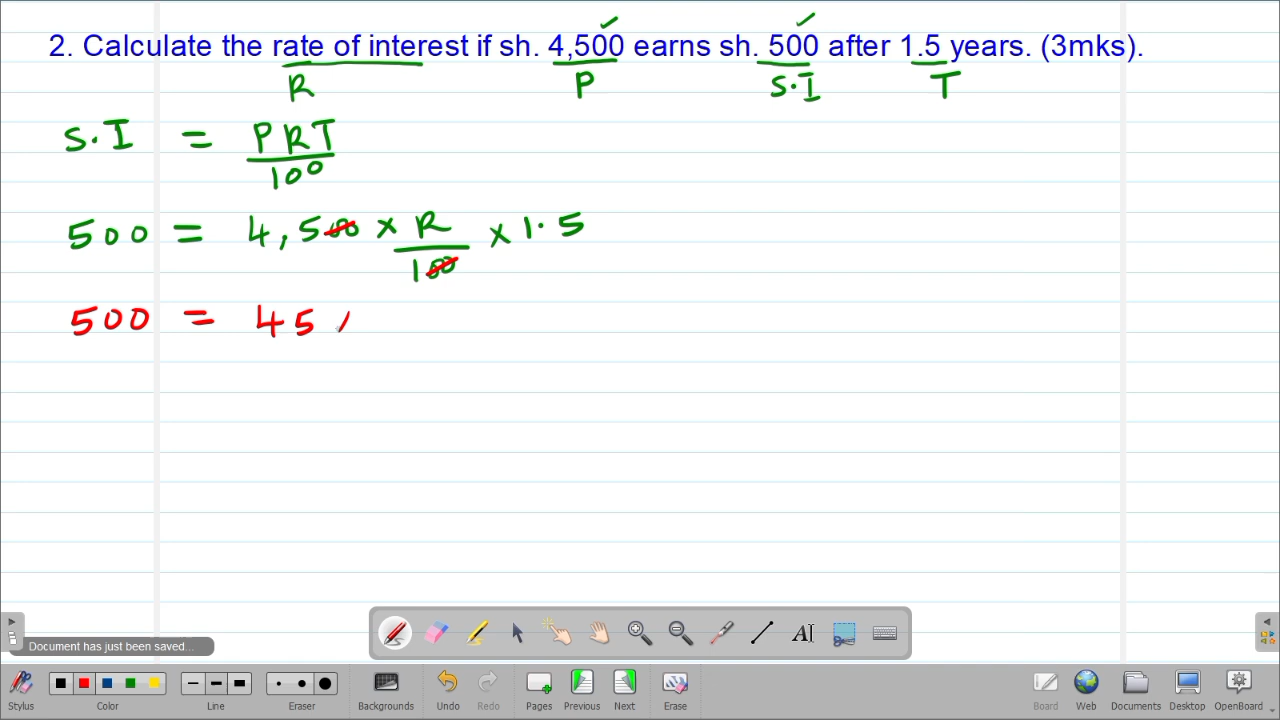 2. Calculate the rate of interest if sh. 4,500 earns sh. 500 after 1.5 years. (3mks).
R P S.I T
S.I = PRT
100
500 = 4,500 x R x 1.5
100
500 = 45
Document has just been saved...
Stylus Color Line Eraser Backgrounds Undo Redo Pages Previous Next Erase Board Web Documents Desktop OpenBoard